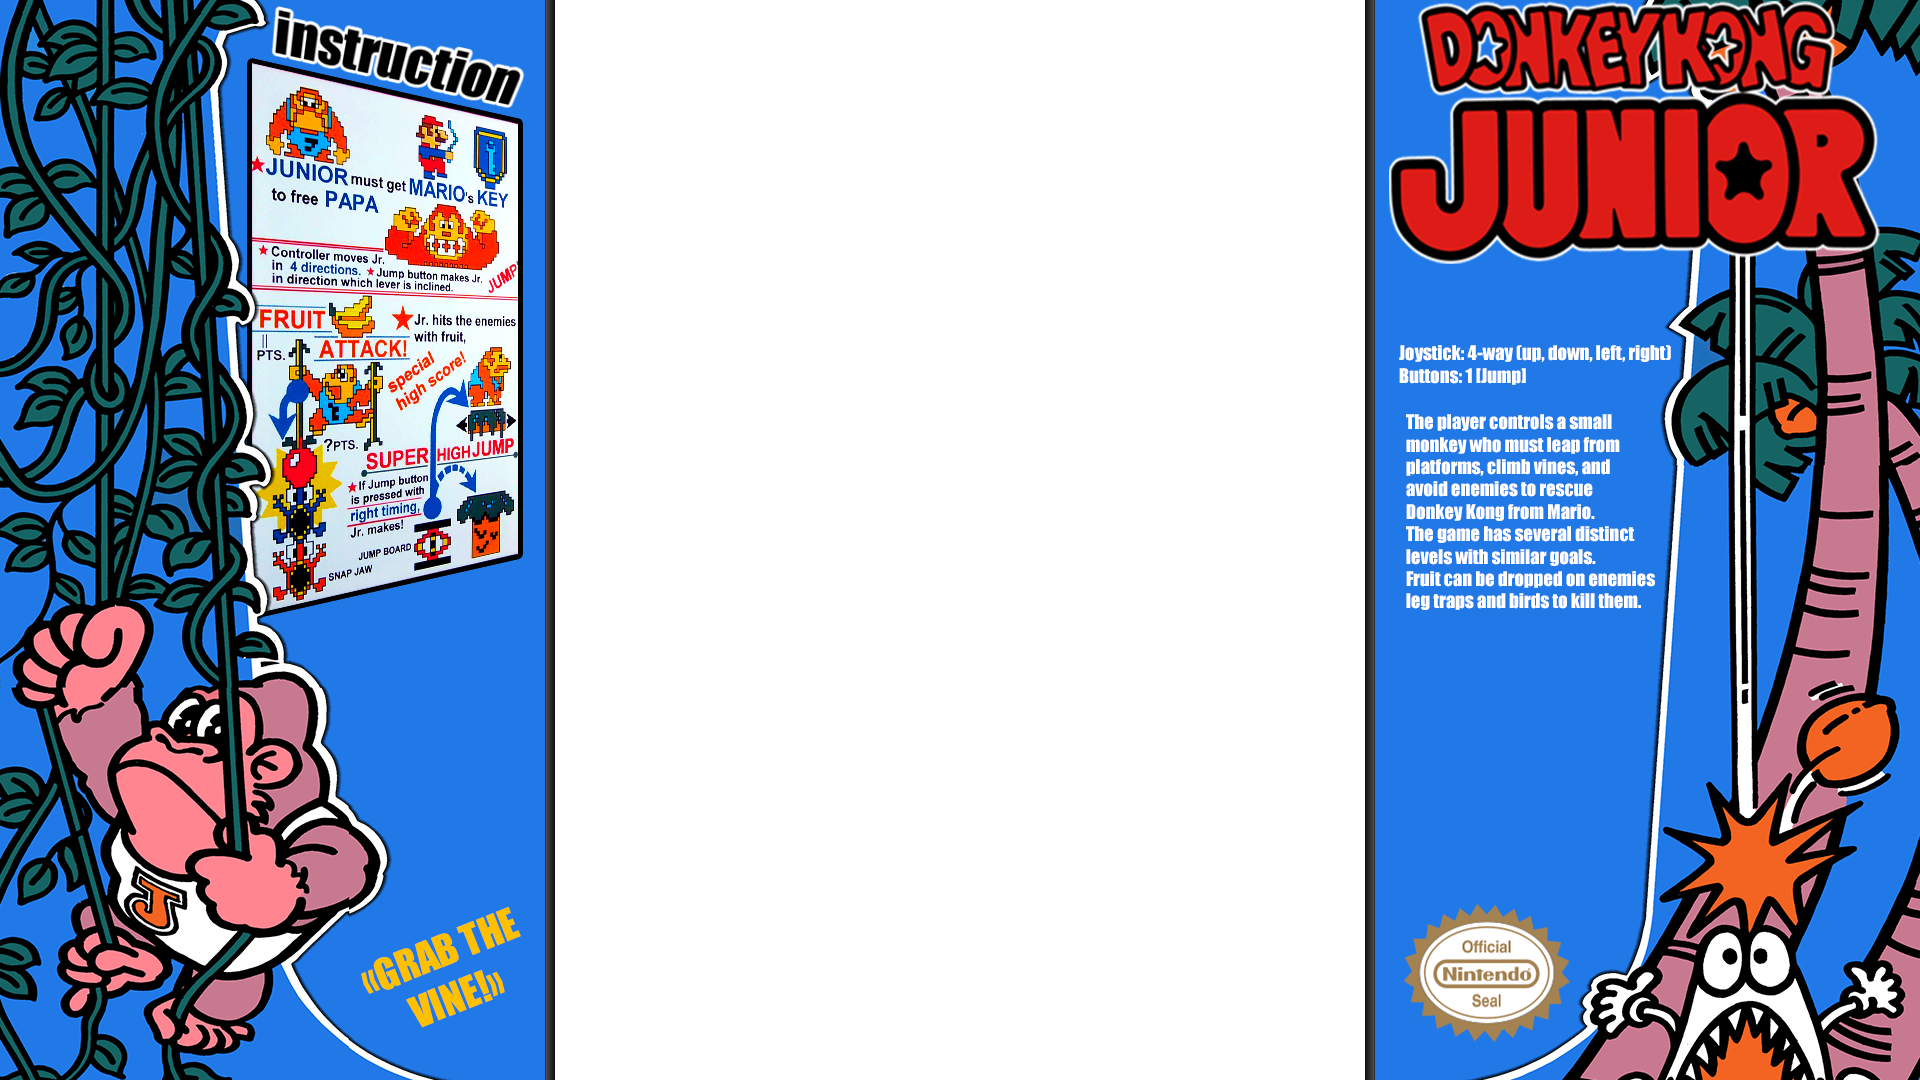 instruction
★JUNIOR must get MARIO's KEY
to free PAPA
★Controller moves Jr.
in 4 directions. ★Jump button makes Jr.
in direction which lever is inclined.
JUMP
FRUIT
ATTACK!
★Jr. hits the enemies
with fruit,
special
high score!
PTS.
?PTS.
SUPER HIGH JUMP
★If Jump button
is pressed with
right timing,
Jr. makes!
JUMP BOARD
SNAP JAW
J
«GRAB THE
VINE!»
DONKEY KONG
JUNIOR
Joystick: 4-way (up, down, left, right)
Buttons: 1 [Jump]
The player controls a small
monkey who must leap from
platforms, climb vines, and
avoid enemies to rescue
Donkey Kong from Mario.
The game has several distinct
levels with similar goals.
Fruit can be dropped on enemies
leg traps and birds to kill them.
Official
Nintendo
Seal